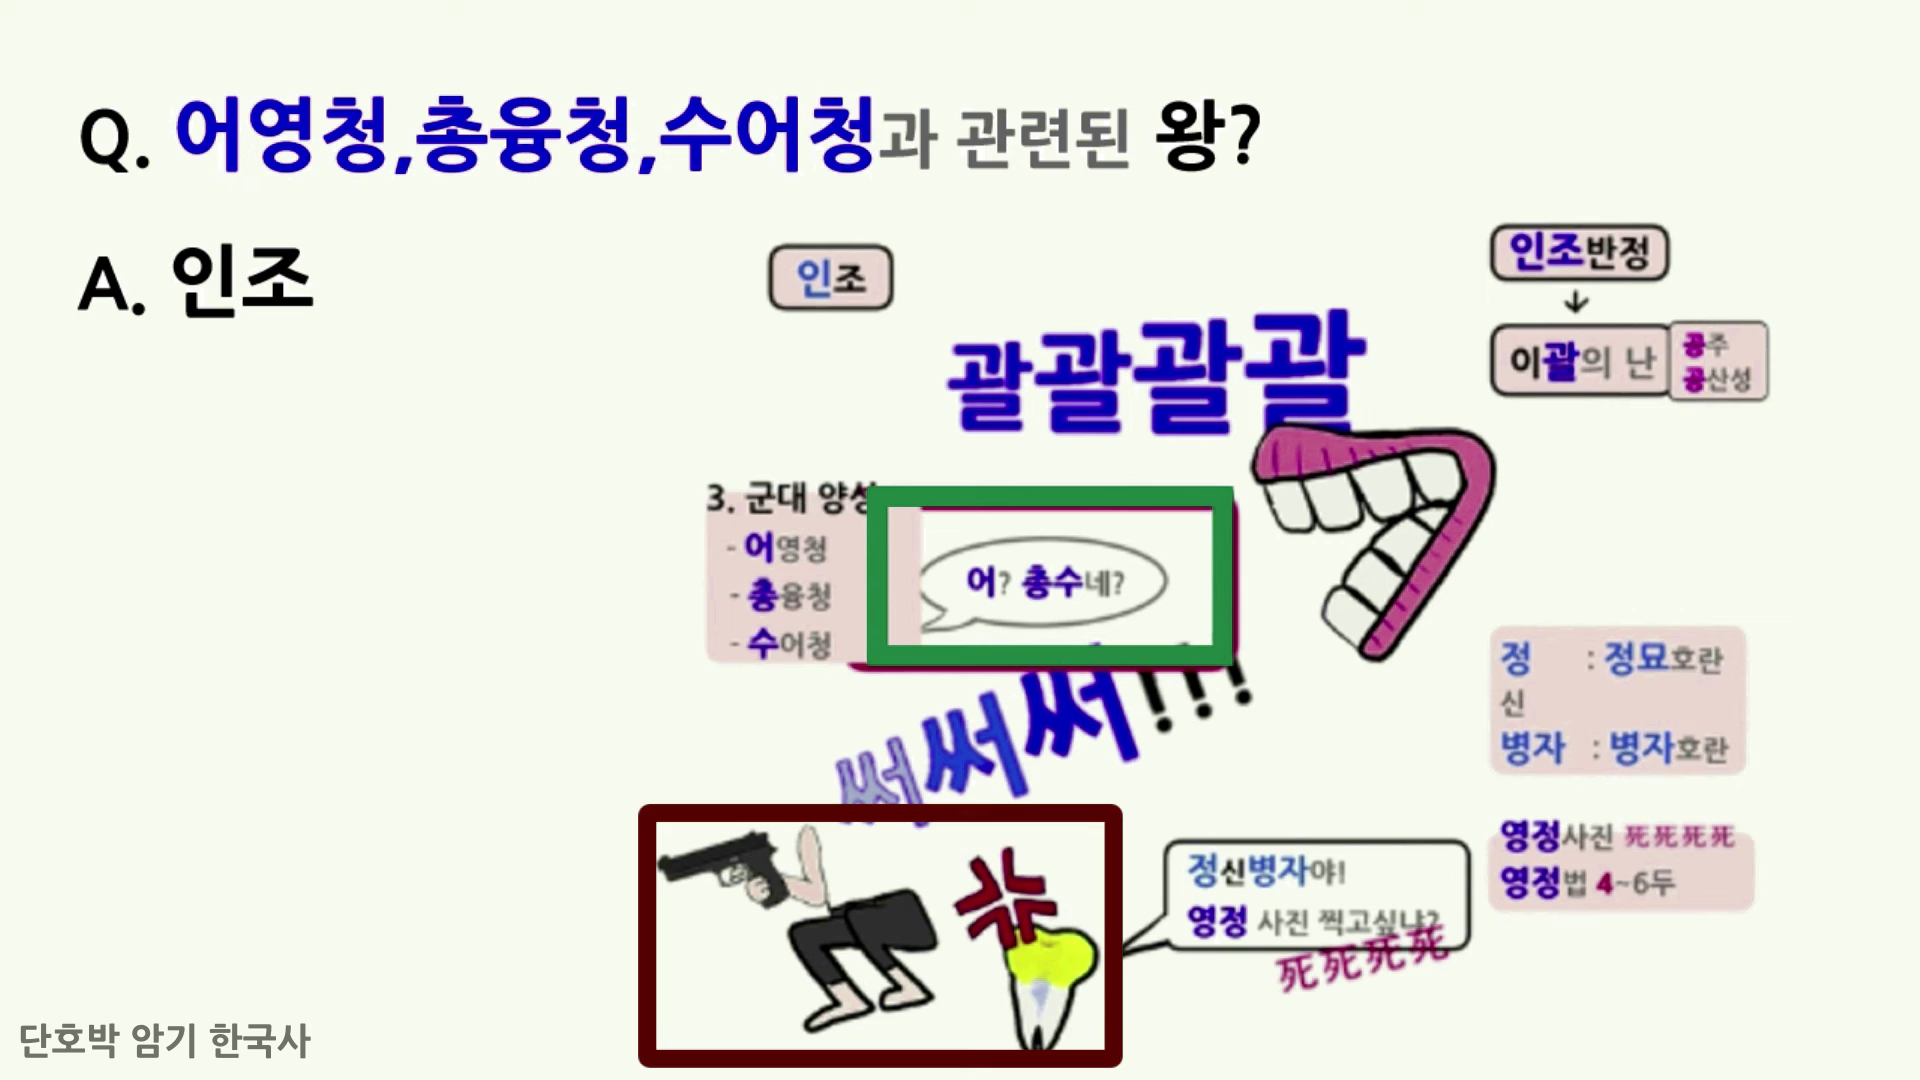 Q. 어영청,총융청,수어청과 관련된 왕?
A. 인조
인조
인조반정
↓
이괄의 난
공주
공산성
괄괄괄괄
3. 군대 양성
- 어영청
- 총융청
- 수어청
어? 총수네?
써써써!!!
정신 : 정묘호란
병자 : 병자호란
영정사진 死死死死
영정법 4~6두
정신병자야!
영정 사진 찍고싶냐?
死死死死
단호박 암기 한국사